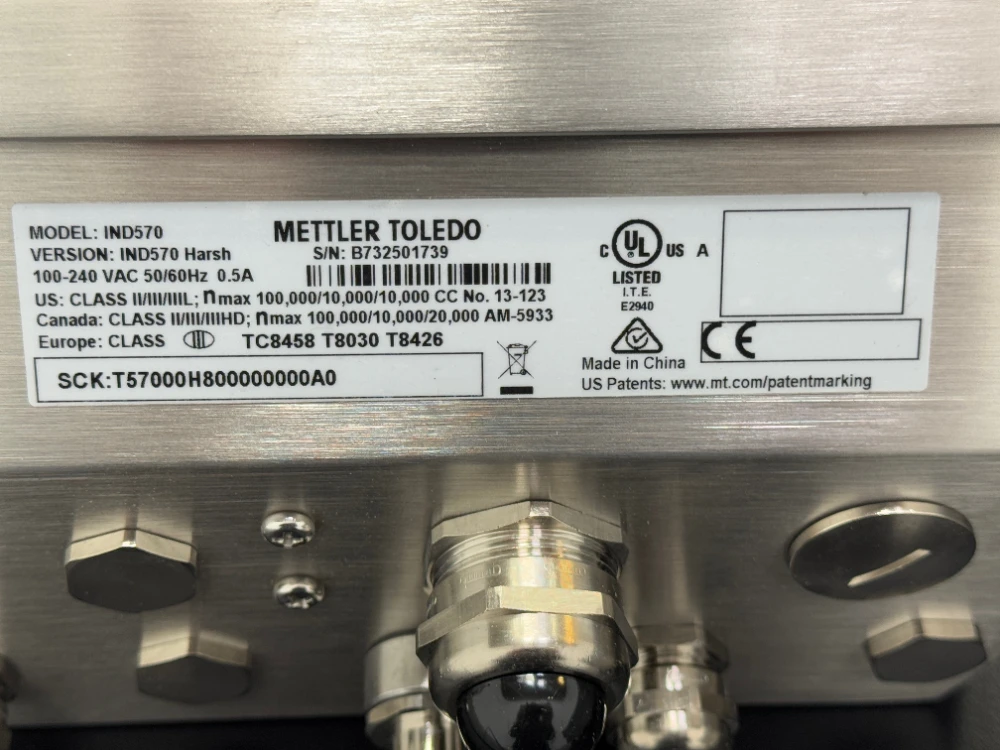 MODEL: IND570
VERSION: IND570 Harsh
100-240 VAC 50/60Hz 0.5A
METTLER TOLEDO
S/N: B732501739
US: CLASS II/III/IIIL; nmax 100,000/10,000/10,000 CC No. 13-123
Canada: CLASS II/III/IIIHD; nmax 100,000/10,000/20,000 AM-5933
Europe: CLASS III TC8458 T8030 T8426
SCK:T57000H800000000A0
C UL US A
LISTED
I.T.E.
E2940
CE
Made in China
US Patents: www.mt.com/patentmarking